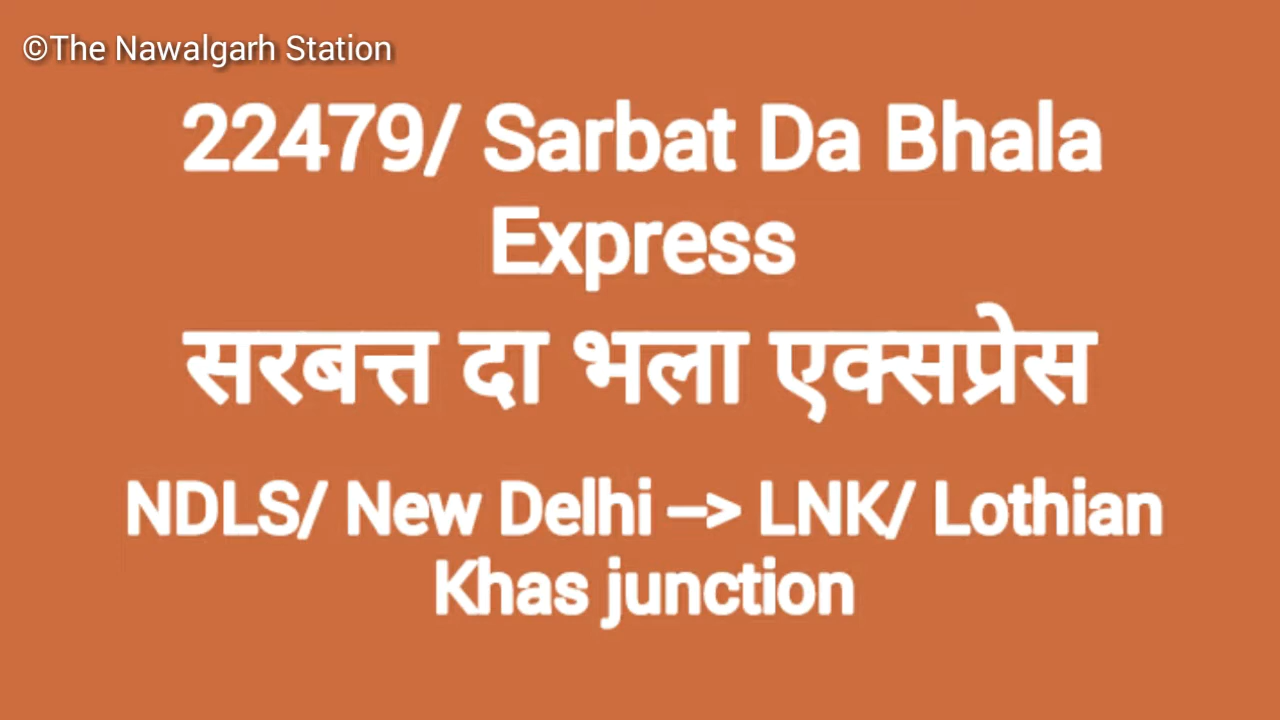 ©The Nawalgarh Station
22479/ Sarbat Da Bhala
Express
सरबत्त दा भला एक्सप्रेस
NDLS/ New Delhi –> LNK/ Lothian
Khas junction